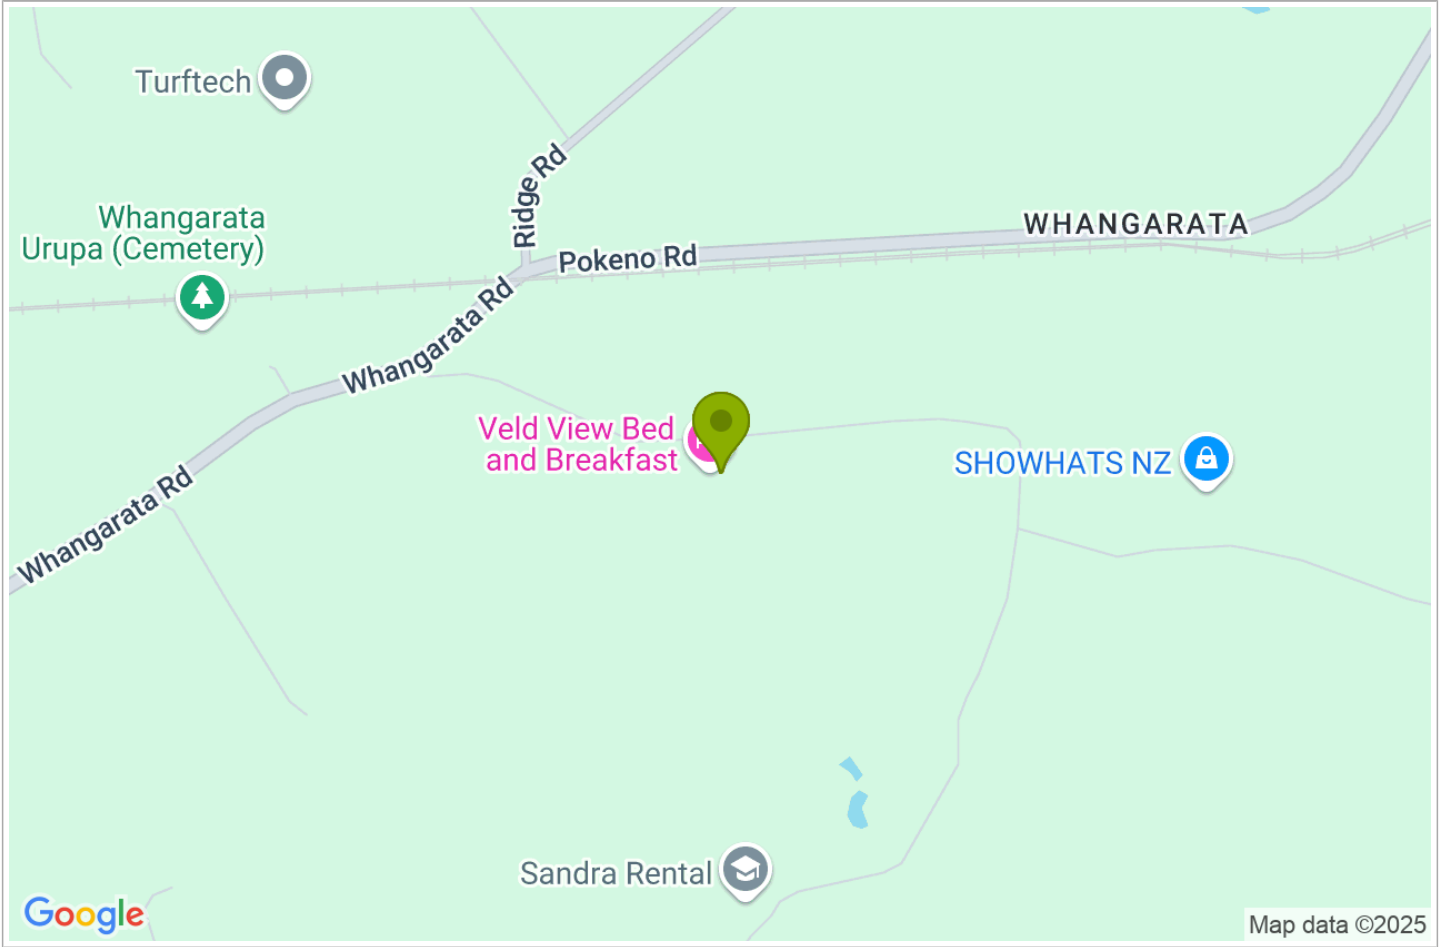 Turftech
Ridge Rd
Whangarata
Urupa (Cemetery)
WHANGARATA
Pokeno Rd
Whangarata Rd
Veld View Bed
and Breakfast
SHOWHATS NZ
Whangarata Rd
Sandra Rental
Google
Map data ©2025